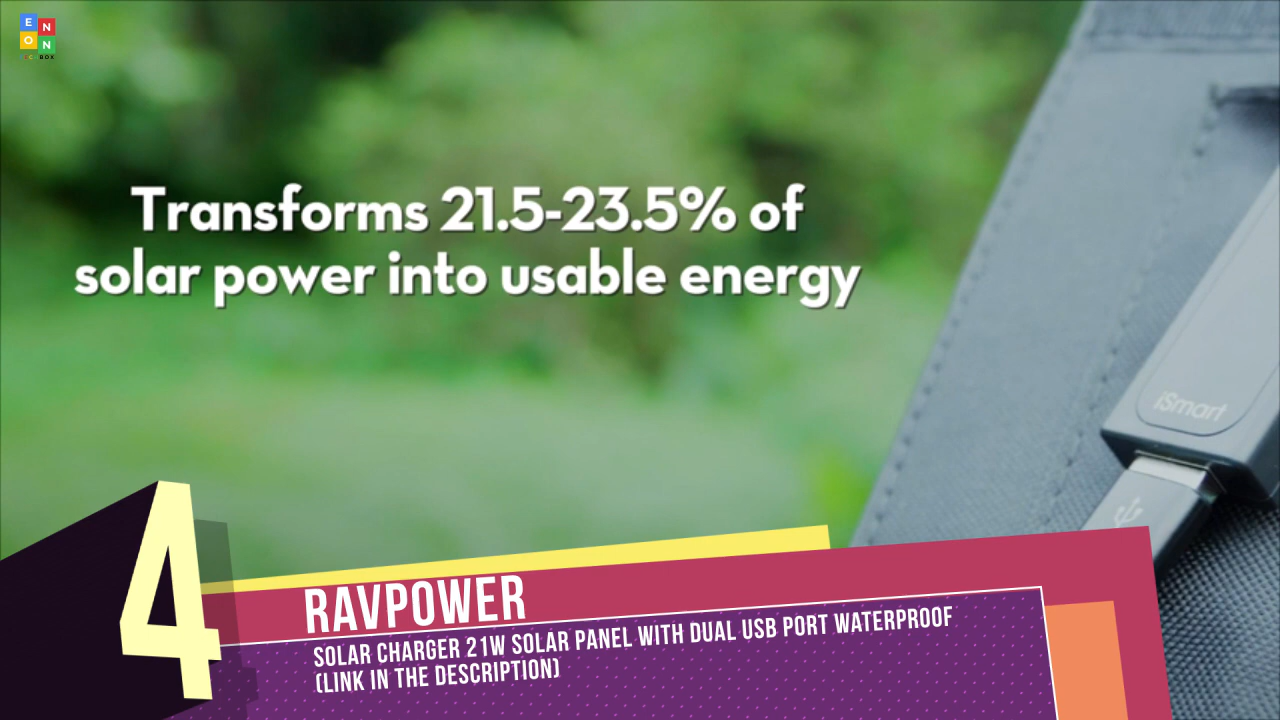 E N
O N
BOX
Transforms 21.5-23.5% of
solar power into usable energy
iSmart
4
RAVPOWER
SOLAR CHARGER 21W SOLAR PANEL WITH DUAL USB PORT WATERPROOF
(LINK IN THE DESCRIPTION)